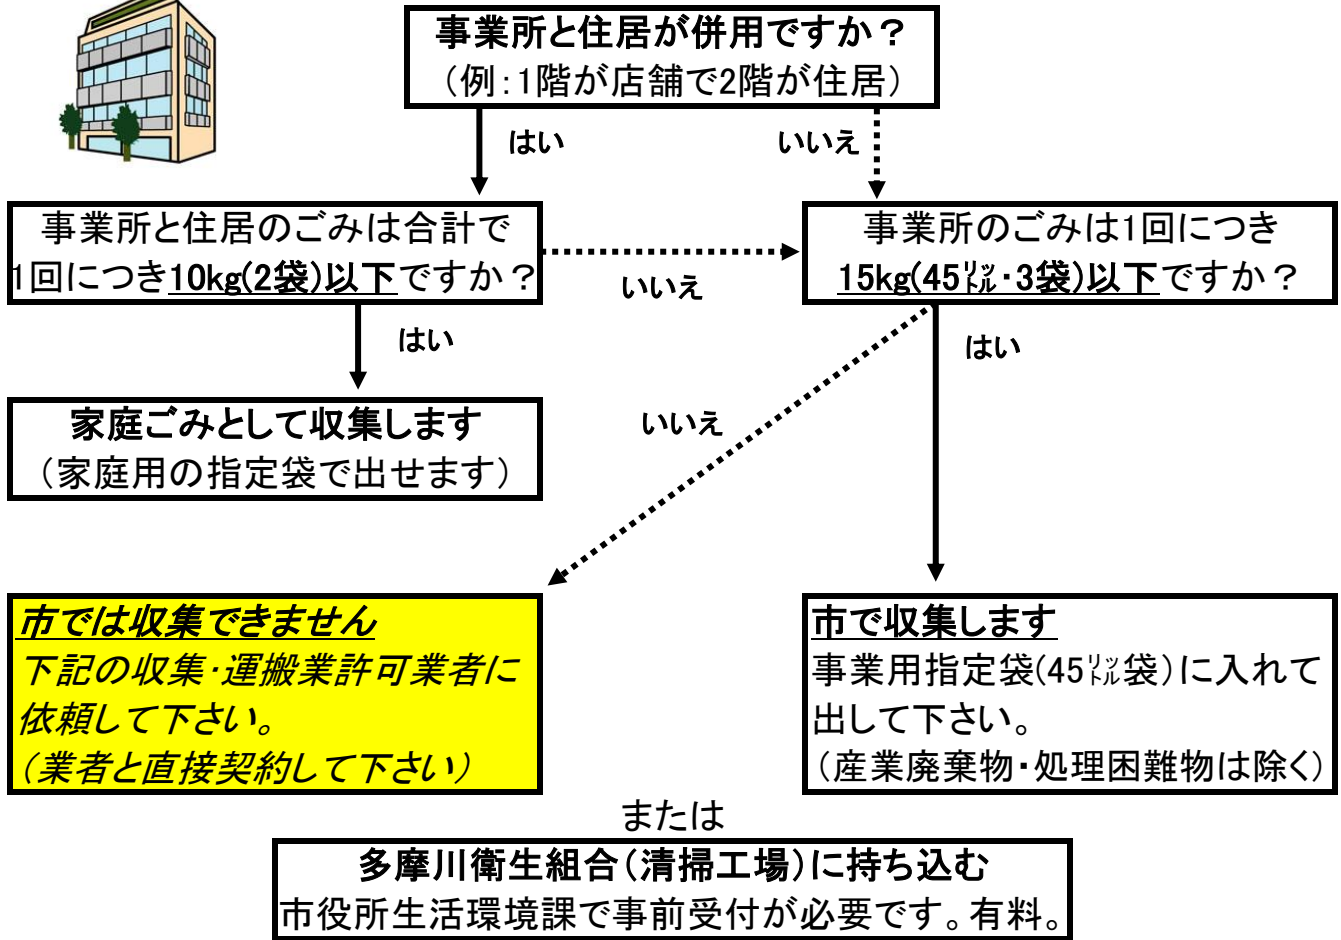 事業所と住居が併用ですか？
（例：1階が店舗で2階が住居）
はい
いいえ
事業所と住居のごみは合計で
1回につき10kg(2袋)以下ですか？
いいえ
事業所のごみは1回につき
15kg(45㍑・3袋)以下ですか？
はい
はい
家庭ごみとして収集します
（家庭用の指定袋で出せます）
いいえ
市では収集できません
下記の収集・運搬業許可業者に
依頼して下さい。
（業者と直接契約して下さい）
市で収集します
事業用指定袋(45㍑袋）に入れて
出して下さい。
（産業廃棄物・処理困難物は除く）
または
多摩川衛生組合（清掃工場）に持ち込む
市役所生活環境課で事前受付が必要です。有料。